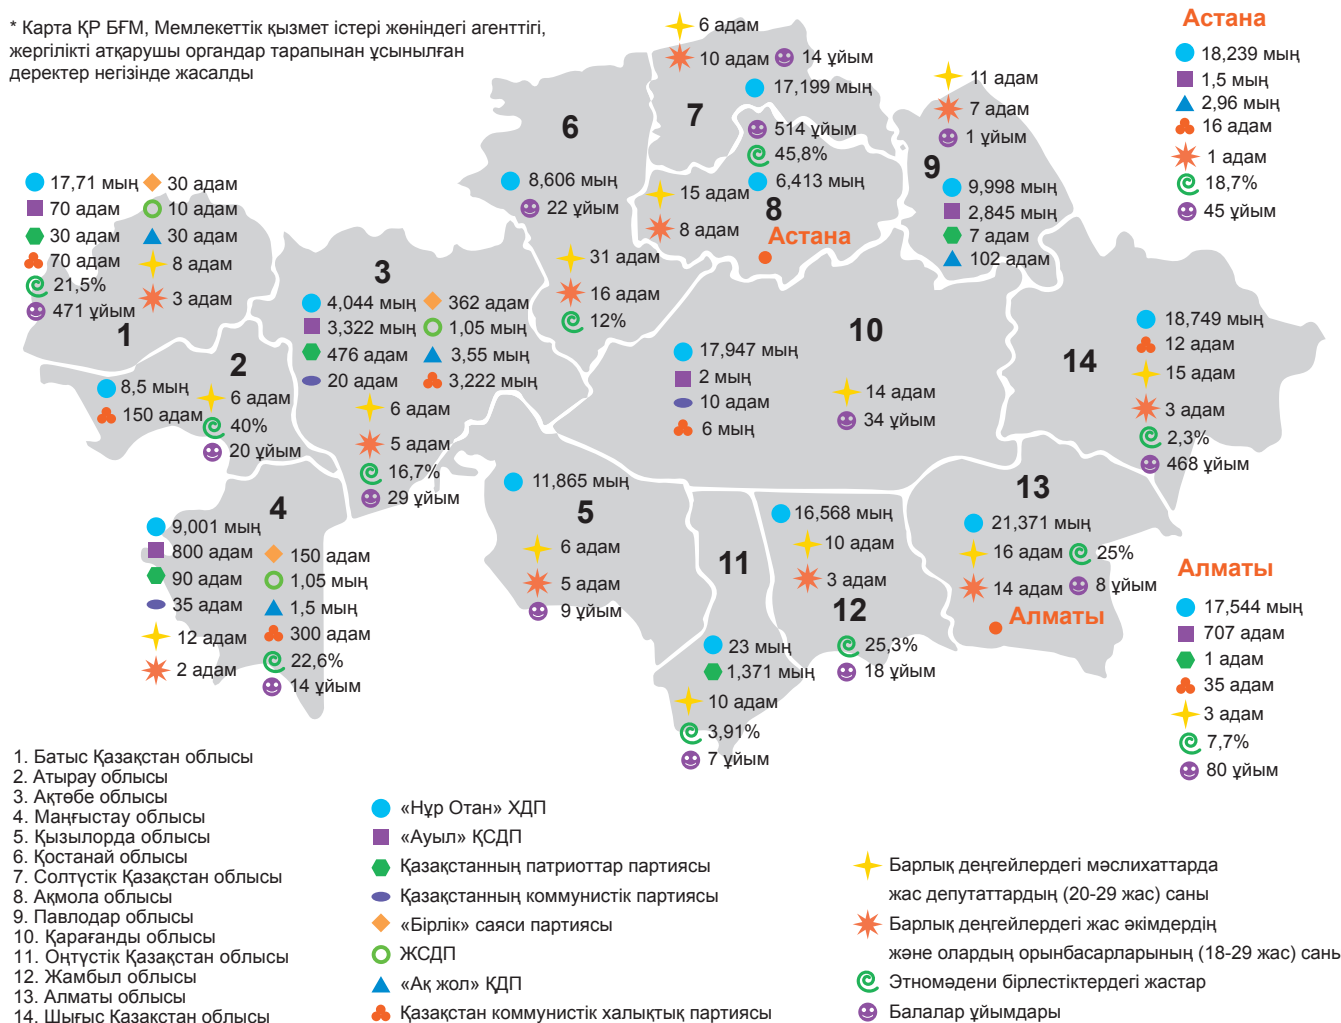 * Карта ҚР БҒМ, Мемлекеттік қызмет істері жөніндегі агенттігі,
жергілікті атқарушы органдар тарапынан ұсынылған
деректер негізінде жасалды
Астана
18,239 мың
1,5 мың
2,96 мың
16 адам
1 адам
18,7%
45 ұйым
6 адам
10 адам
14 ұйым
17,199 мың
7
6
8,606 мың
22 ұйым
31 адам
16 адам
12%
514 ұйым
45,8%
6,413 мың
15 адам
8
8 адам
Астана
11 адам
7 адам
1 ұйым
9
9,998 мың
2,845 мың
7 адам
102 адам
17,71 мың
30 адам
70 адам
10 адам
30 адам
30 адам
70 адам
8 адам
21,5%
3 адам
471 ұйым
1
2
8,5 мың
6 адам
150 адам
40%
20 ұйым
3
4,044 мың
362 адам
3,322 мың
1,05 мың
476 адам
3,55 мың
20 адам
3,222 мың
6 адам
5 адам
16,7%
29 ұйым
10
17,947 мың
2 мың
10 адам
6 мың
14 адам
34 ұйым
14
18,749 мың
12 адам
15 адам
3 адам
2,3%
468 ұйым
4
9,001 мың
800 адам
150 адам
90 адам
1,05 мың
35 адам
1,5 мың
12 адам
300 адам
2 адам
22,6%
14 ұйым
11,865 мың
5
6 адам
5 адам
9 ұйым
11
23 мың
1,371 мың
10 адам
3,91%
7 ұйым
16,568 мың
10 адам
3 адам
12
25,3%
18 ұйым
13
21,371 мың
16 адам
25%
14 адам
8 ұйым
Алматы
Алматы
17,544 мың
707 адам
1 адам
35 адам
3 адам
7,7%
80 ұйым
1. Батыс Қазақстан облысы
2. Атырау облысы
3. Ақтөбе облысы
4. Маңғыстау облысы
5. Қызылорда облысы
6. Қостанай облысы
7. Солтүстік Қазақстан облысы
8. Ақмола облысы
9. Павлодар облысы
10. Қарағанды облысы
11. Оңтүстік Қазақстан облысы
12. Жамбыл облысы
13. Алматы облысы
14. Шығыс Қазақстан облысы
«Нұр Отан» ХДП
«Ауыл» ҚСДП
Қазақстанның патриоттар партиясы
Қазақстанның коммунистік партиясы
«Бірлік» саяси партиясы
ЖСДП
«Ақ жол» ҚДП
Қазақстан коммунистік халықтық партиясы
Барлық деңгейлердегі мәслихаттарда
жас депутаттардың (20-29 жас) саны
Барлық деңгейлердегі жас әкімдердің
және олардың орынбасарларының (18-29 жас) сань
Этномәдени бірлестіктердегі жастар
Балалар ұйымдары